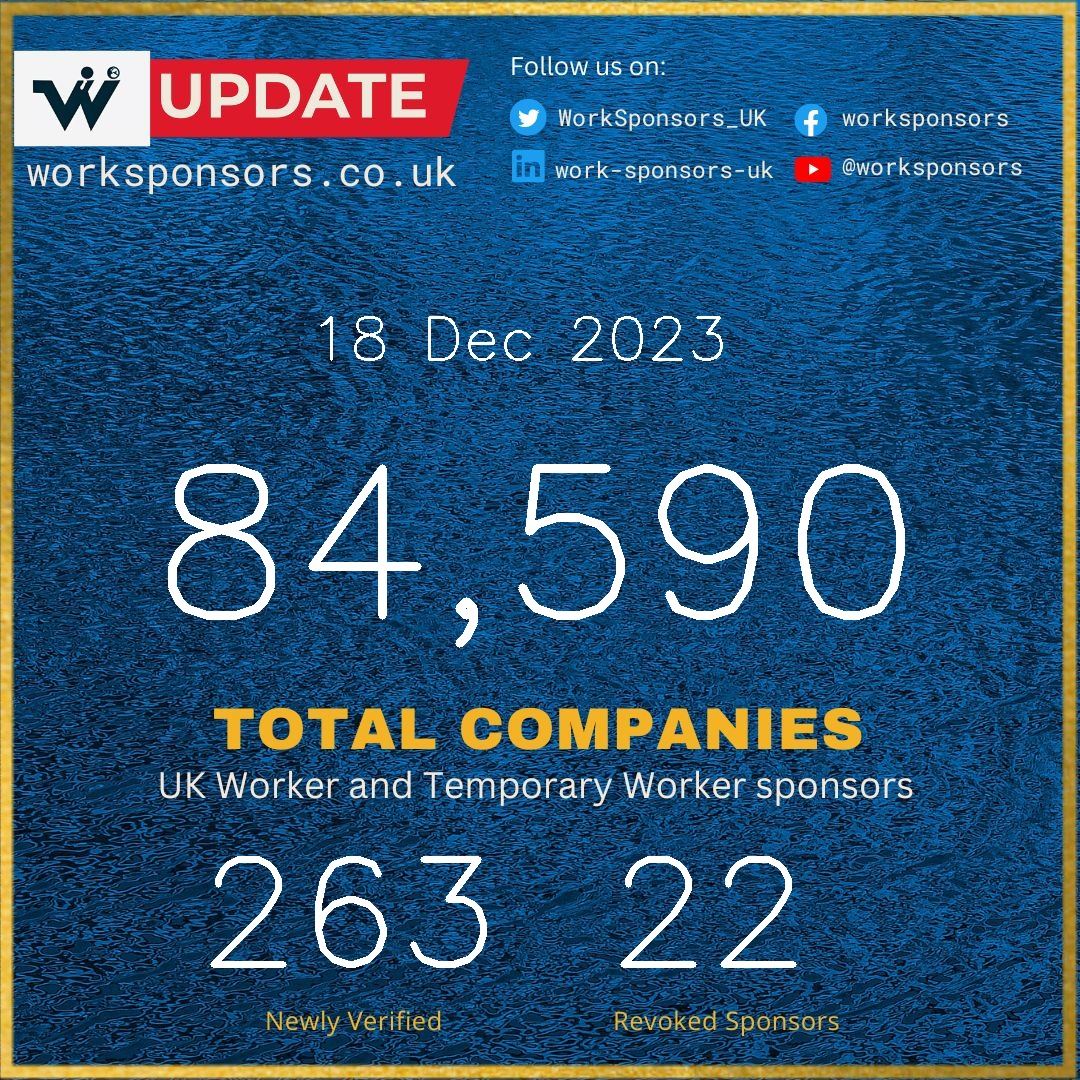 UPDATE
worksponsors.co.uk
Follow us on:
WorkSponsors_UK
worksponsors
work-sponsors-uk
@worksponsors
18 Dec 2023
84,590
TOTAL COMPANIES
UK Worker and Temporary Worker sponsors
263 22
Newly Verified Revoked Sponsors